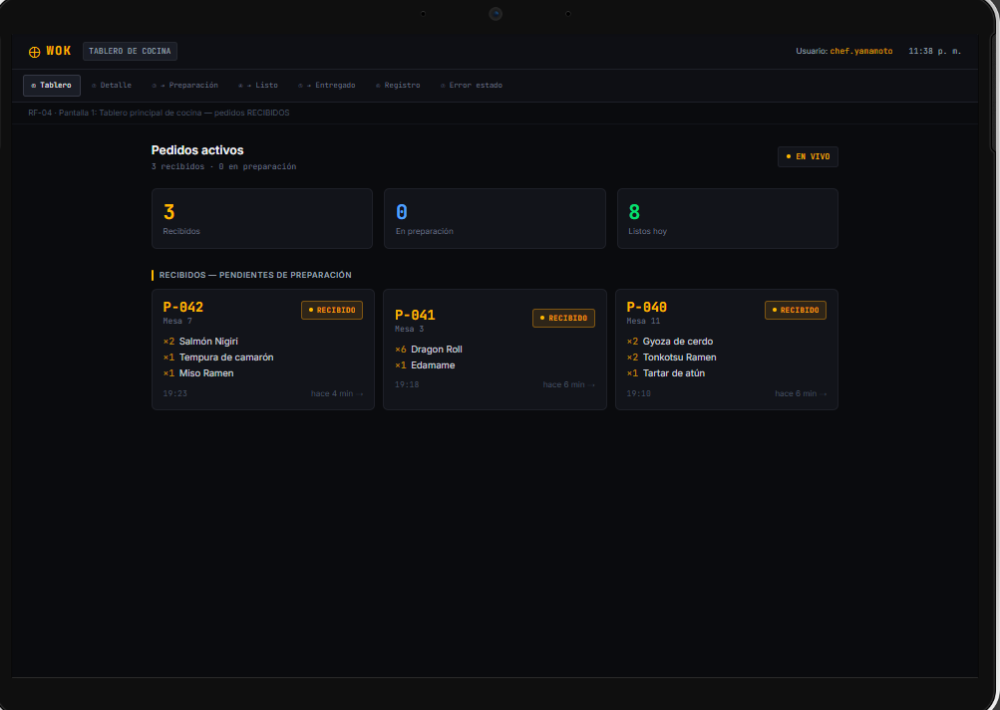 WOK TABLERO DE COCINA Usuario: chef.yamamoto 11:38 p. m.
Tablero Detalle → Preparación → Listo → Entregado Registro Error estado
RF-04 · Pantalla 1: Tablero principal de cocina — pedidos RECIBIDOS
Pedidos activos
3 recibidos · 0 en preparación
EN VIVO
3
Recibidos
0
En preparación
8
Listos hoy
RECIBIDOS — PENDIENTES DE PREPARACIÓN
P-042 RECIBIDO
Mesa 7
×2 Salmón Nigiri
×1 Tempura de camarón
×1 Miso Ramen
19:23 hace 4 min →
P-041 RECIBIDO
Mesa 3
×6 Dragon Roll
×1 Edamame
19:18 hace 6 min →
P-040 RECIBIDO
Mesa 11
×2 Gyoza de cerdo
×2 Tonkotsu Ramen
×1 Tartar de atún
19:10 hace 6 min →